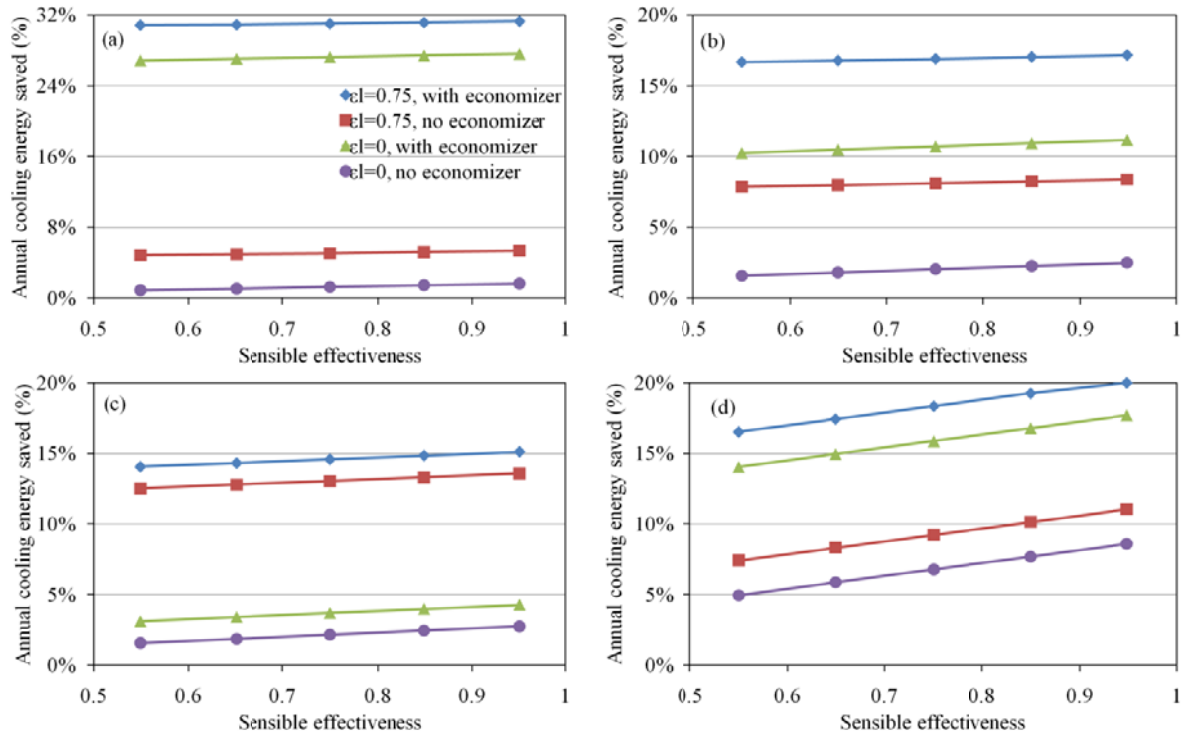 Annual cooling energy saved (%)
32%
24%
16%
8%
0%
(a)
εl=0.75, with economizer
εl=0.75, no economizer
εl=0, with economizer
εl=0, no economizer
0.5 0.6 0.7 0.8 0.9 1
Sensible effectiveness
Annual cooling energy saved (%)
20%
15%
10%
5%
0%
(b)
0.5 0.6 0.7 0.8 0.9 1
Sensible effectiveness
Annual cooling energy saved (%)
20%
15%
10%
5%
0%
(c)
0.5 0.6 0.7 0.8 0.9 1
Sensible effectiveness
Annual cooling energy saved (%)
20%
15%
10%
5%
0%
(d)
0.5 0.6 0.7 0.8 0.9 1
Sensible effectiveness